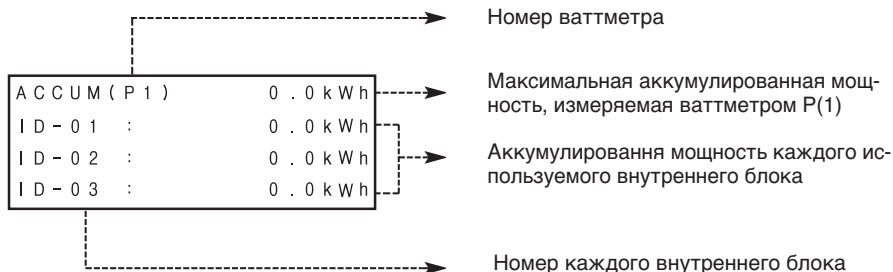 Номер ваттметра
ACCUM(P1) 0.0kWh
Максимальная аккумулированная мощ-
ность, измеряемая ваттметром P(1)
ID-01 : 0.0kWh
ID-02 : 0.0kWh
ID-03 : 0.0kWh
Аккумулировання мощность каждого ис-
пользуемого внутреннего блока
Номер каждого внутреннего блока